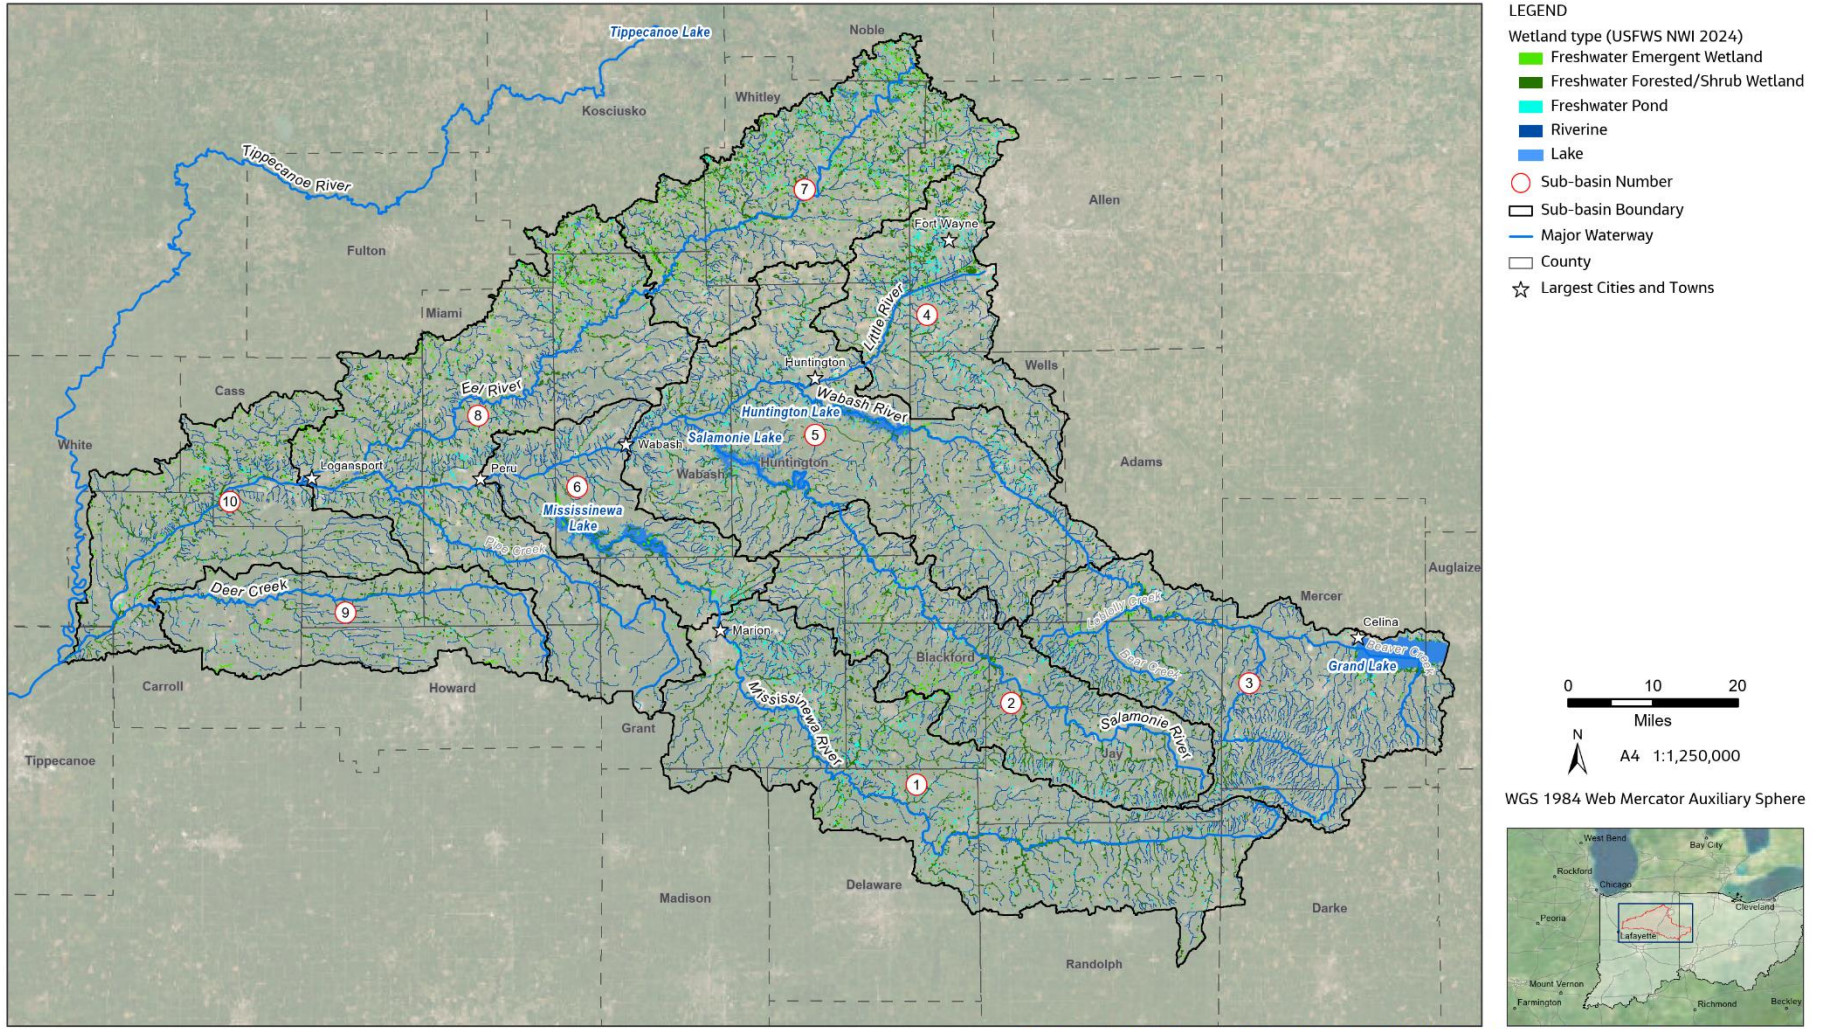 Tippecanoe Lake
Noble
Whitley
Kosciusko
Tippecanoe River
7
Allen
Fort Wayne
Fulton
Miami
Little River
4
Huntington
Wells
Cass
Eel River
8
Wabash River
Huntington Lake
5
White
Wabash
Salamonie Lake
Huntington
Wabash
Adams
Logansport
Peru
6
10
Mississinewa
Lake
Pipe Creek
Auglaize
Deer Creek
9
Mercer
Loblolly Creek
Celina
Beaver Creek
Grand Lake
Marion
Blackford
Bear Creek
3
Carroll
Howard
Mississinewa River
2
Salamonie River
Grant
Jay
Tippecanoe
1
Madison
Delaware
Darke
Randolph
LEGEND
Wetland type (USFWS NWI 2024)
Freshwater Emergent Wetland
Freshwater Forested/Shrub Wetland
Freshwater Pond
Riverine
Lake
Sub-basin Number
Sub-basin Boundary
Major Waterway
County
Largest Cities and Towns
0 10 20
Miles
N
A4 1:1,250,000
WGS 1984 Web Mercator Auxiliary Sphere
West Bend
Bay City
Rockford
Chicago
Cleveland
Peoria
Lafayette
Mount Vernon
Farmington
Richmond
Beckley